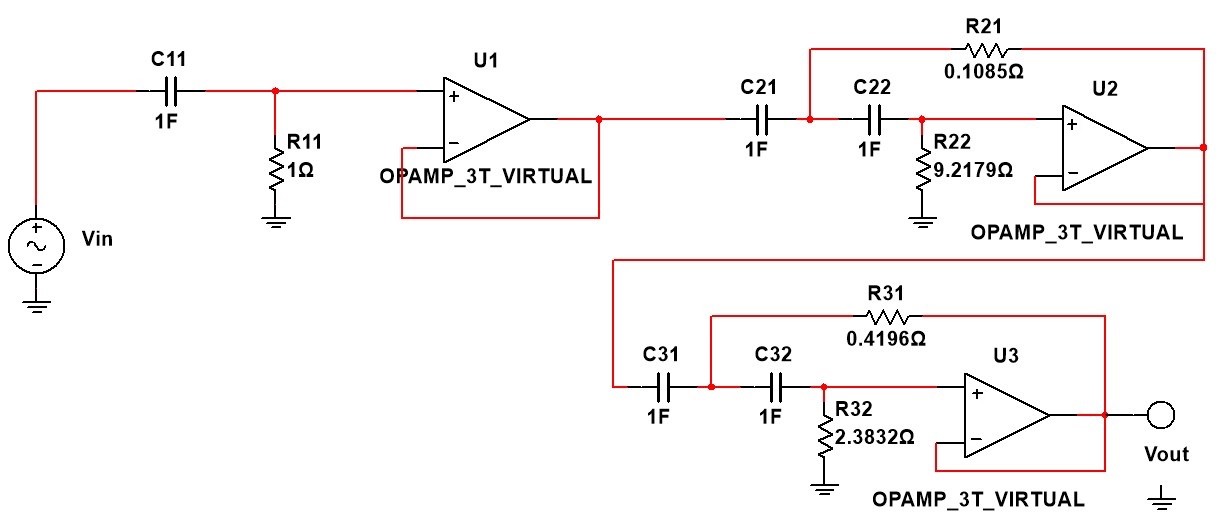 C11
1F
R11
1Ω
+
−
U1
OPAMP_3T_VIRTUAL
+
~
−
Vin
C21
1F
C22
1F
R21
0.1085Ω
R22
9.2179Ω
+
−
U2
OPAMP_3T_VIRTUAL
C31
1F
C32
1F
R31
0.4196Ω
R32
2.3832Ω
+
−
U3
OPAMP_3T_VIRTUAL
Vout